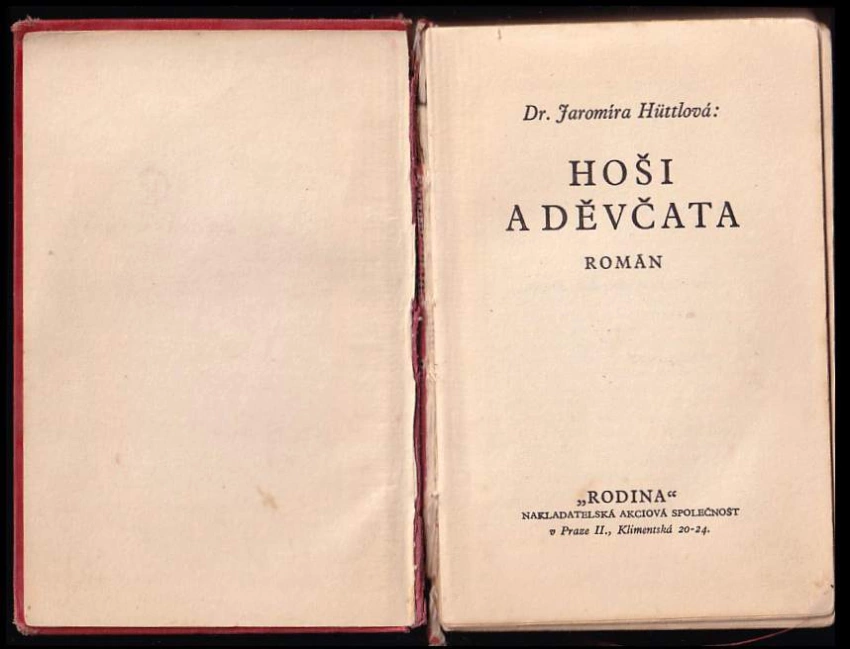 Dr. Jaromíra Hüttlová:
HOŠI
A DĚVČATA
ROMÁN
„RODINA“
NAKLADATELSKÁ AKCIOVÁ SPOLEČNOST
v Praze II., Klimentská 20-24.